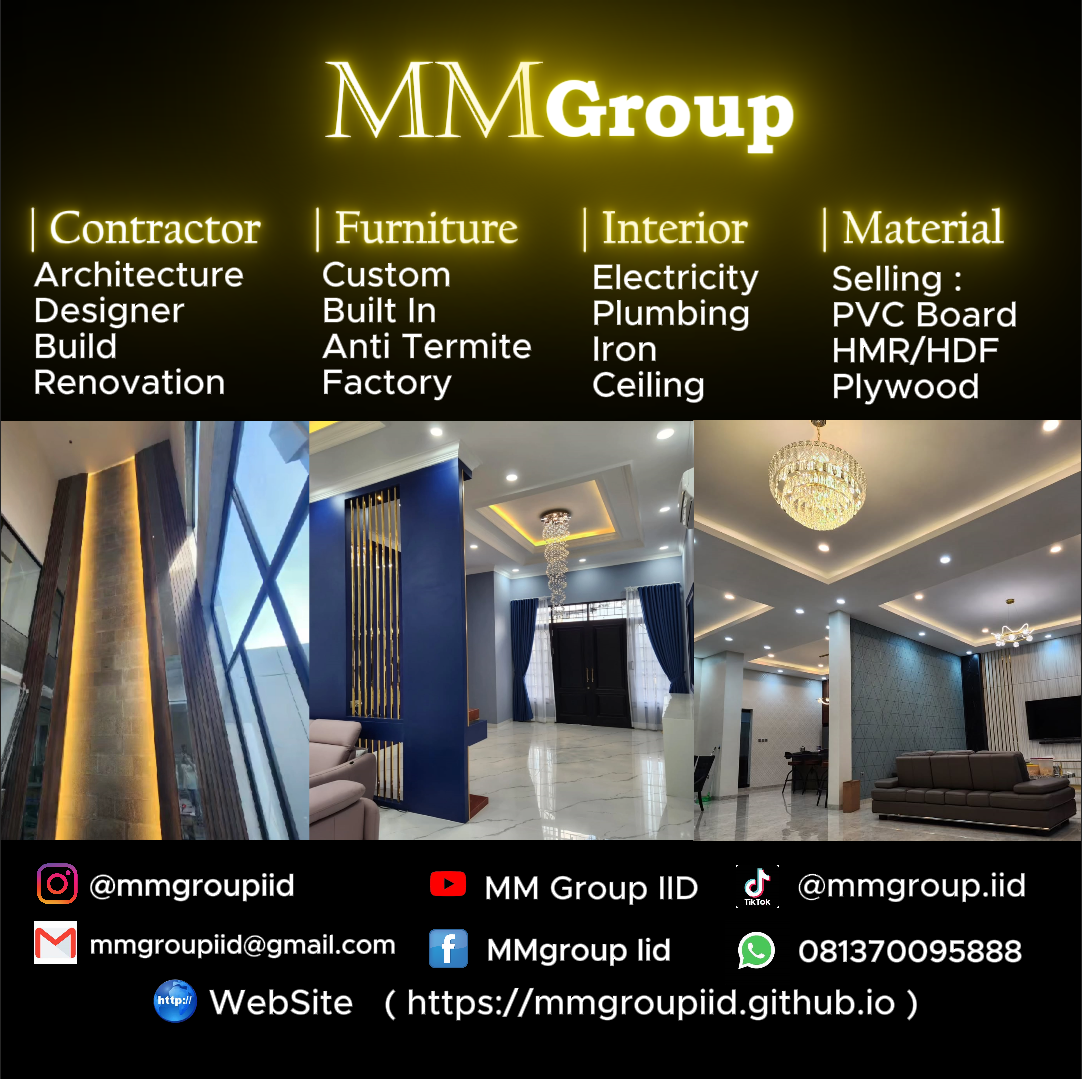 MMGroup
| Contractor
Architecture
Designer
Build
Renovation
| Furniture
Custom
Built In
Anti Termite
Factory
| Interior
Electricity
Plumbing
Iron
Ceiling
| Material
Selling :
PVC Board
HMR/HDF
Plywood
@mmgroupiid
MM Group IID
TikTok
@mmgroup.iid
mmgroupiid@gmail.com
MMgroup Iid
081370095888
http://
WebSite ( https://mmgroupiid.github.io )